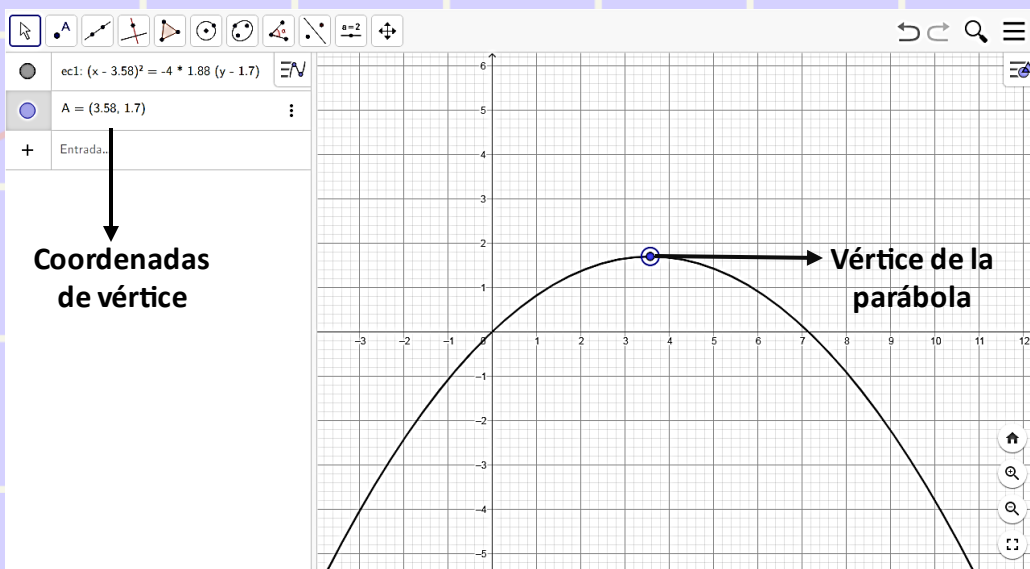 A
a=2
ec1: (x - 3.58)² = -4 * 1.88 (y - 1.7)
A = (3.58, 1.7)
Entrada...
Coordenadas
de vértice
Vértice de la
parábola
6
5
4
3
2
1
−3 −2 −1 0 1 2 3 4 5 6 7 8 9 10 11 12
−1
−2
−3
−4
−5